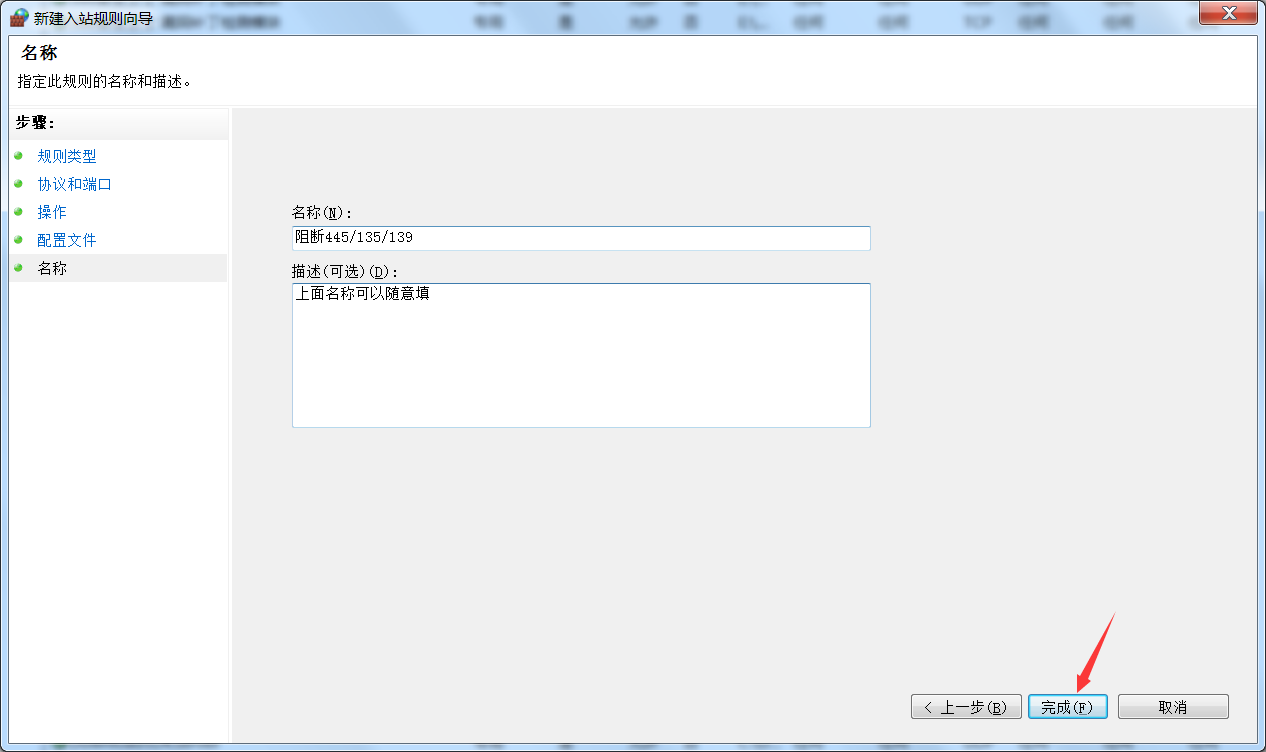 新建入站规则向导
名称
指定此规则的名称和描述。
步骤:
规则类型
协议和端口
操作
配置文件
名称
名称(N):
阻断445/135/139
描述(可选)(D):
上面名称可以随意填
< 上一步(B)
完成(F)
取消